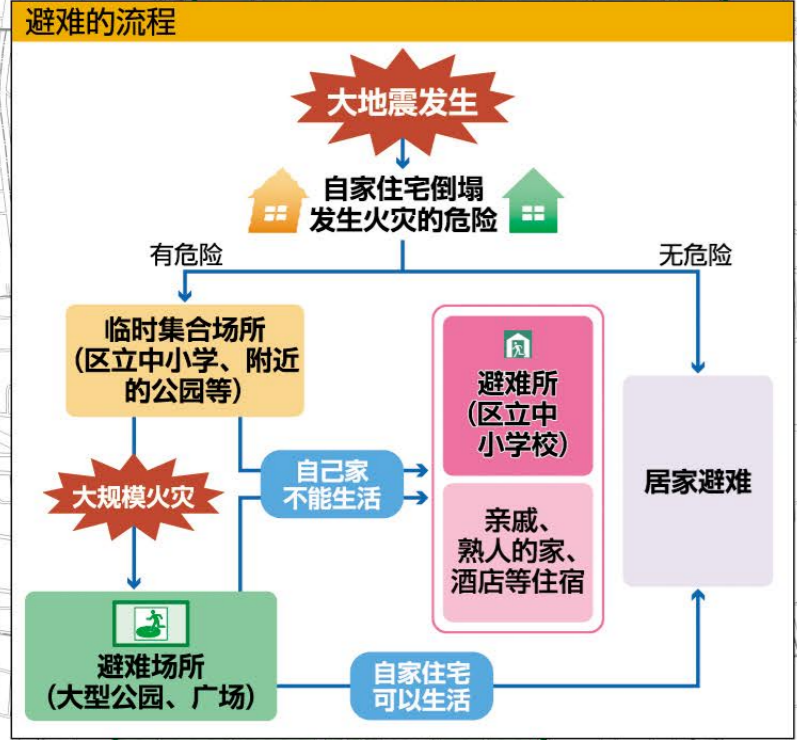 避难的流程
大地震发生
自家住宅倒塌
发生火灾的危险
有危险
无危险
临时集合场所
（区立中小学、附近
的公园等）
避难所
（区立中
小学校）
自己家
不能生活
大规模火灾
亲戚、
熟人的家、
酒店等住宿
居家避难
避难场所
（大型公园、广场）
自家住宅
可以生活